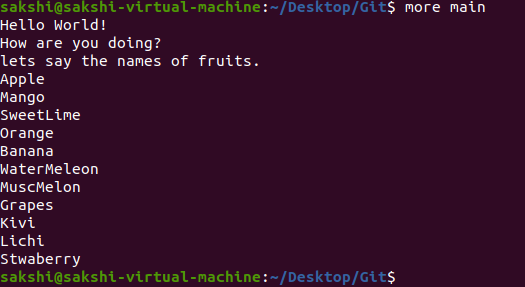 sakshi@sakshi-virtual-machine:~/Desktop/Git$ more main
Hello World!
How are you doing?
lets say the names of fruits.
Apple
Mango
SweetLime
Orange
Banana
WaterMeleon
MuscMelon
Grapes
Kivi
Lichi
Stwaberry
sakshi@sakshi-virtual-machine:~/Desktop/Git$